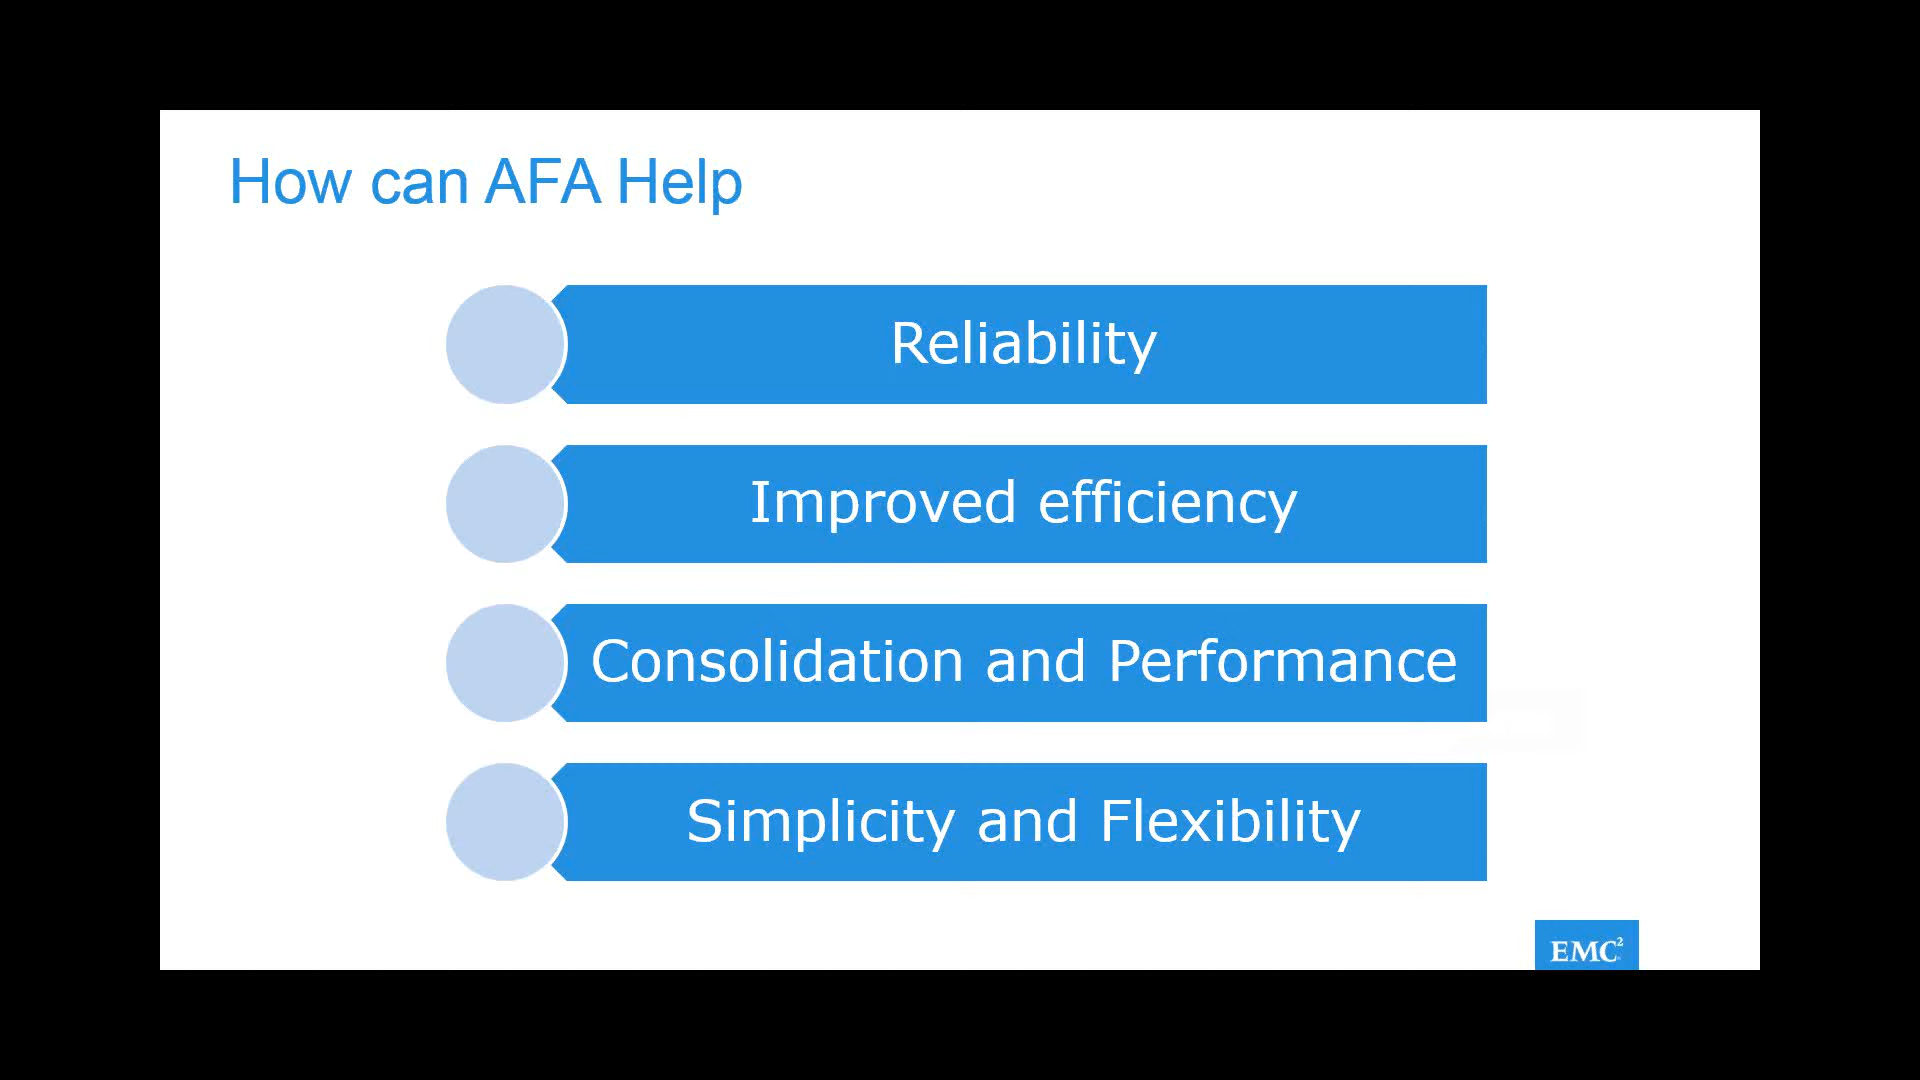 How can AFA Help
Reliability
Improved efficiency
Consolidation and Performance
Simplicity and Flexibility
EMC²